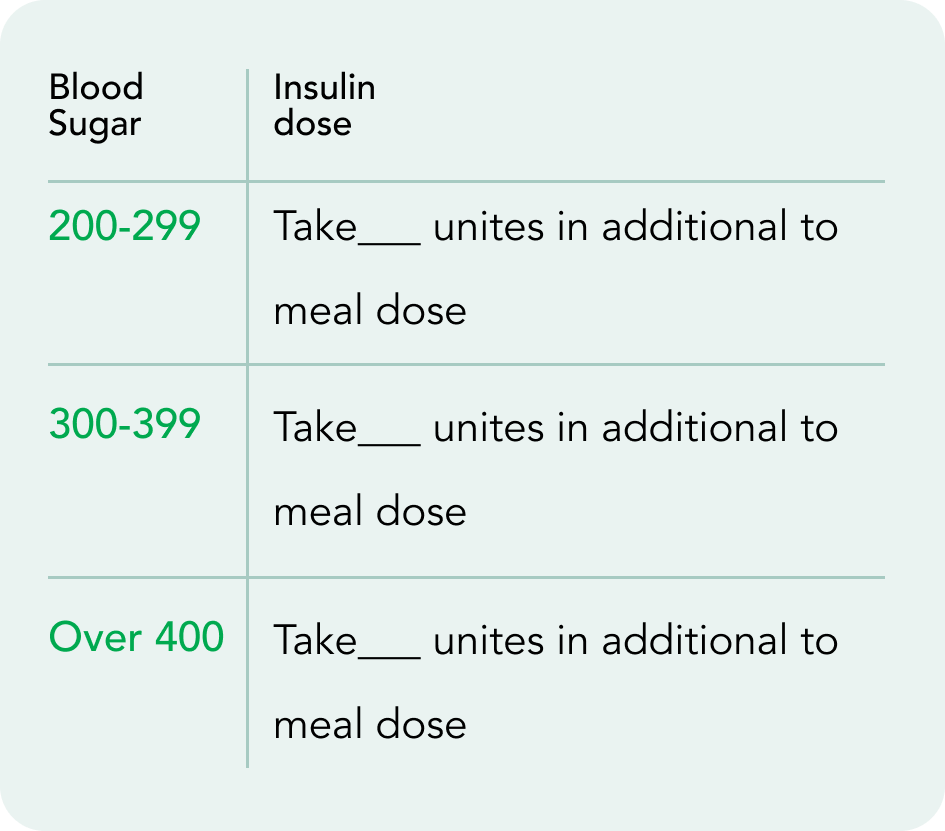 Blood
Sugar
Insulin
dose
200-299
Take___ unites in additional to
meal dose
300-399
Take___ unites in additional to
meal dose
Over 400
Take___ unites in additional to
meal dose